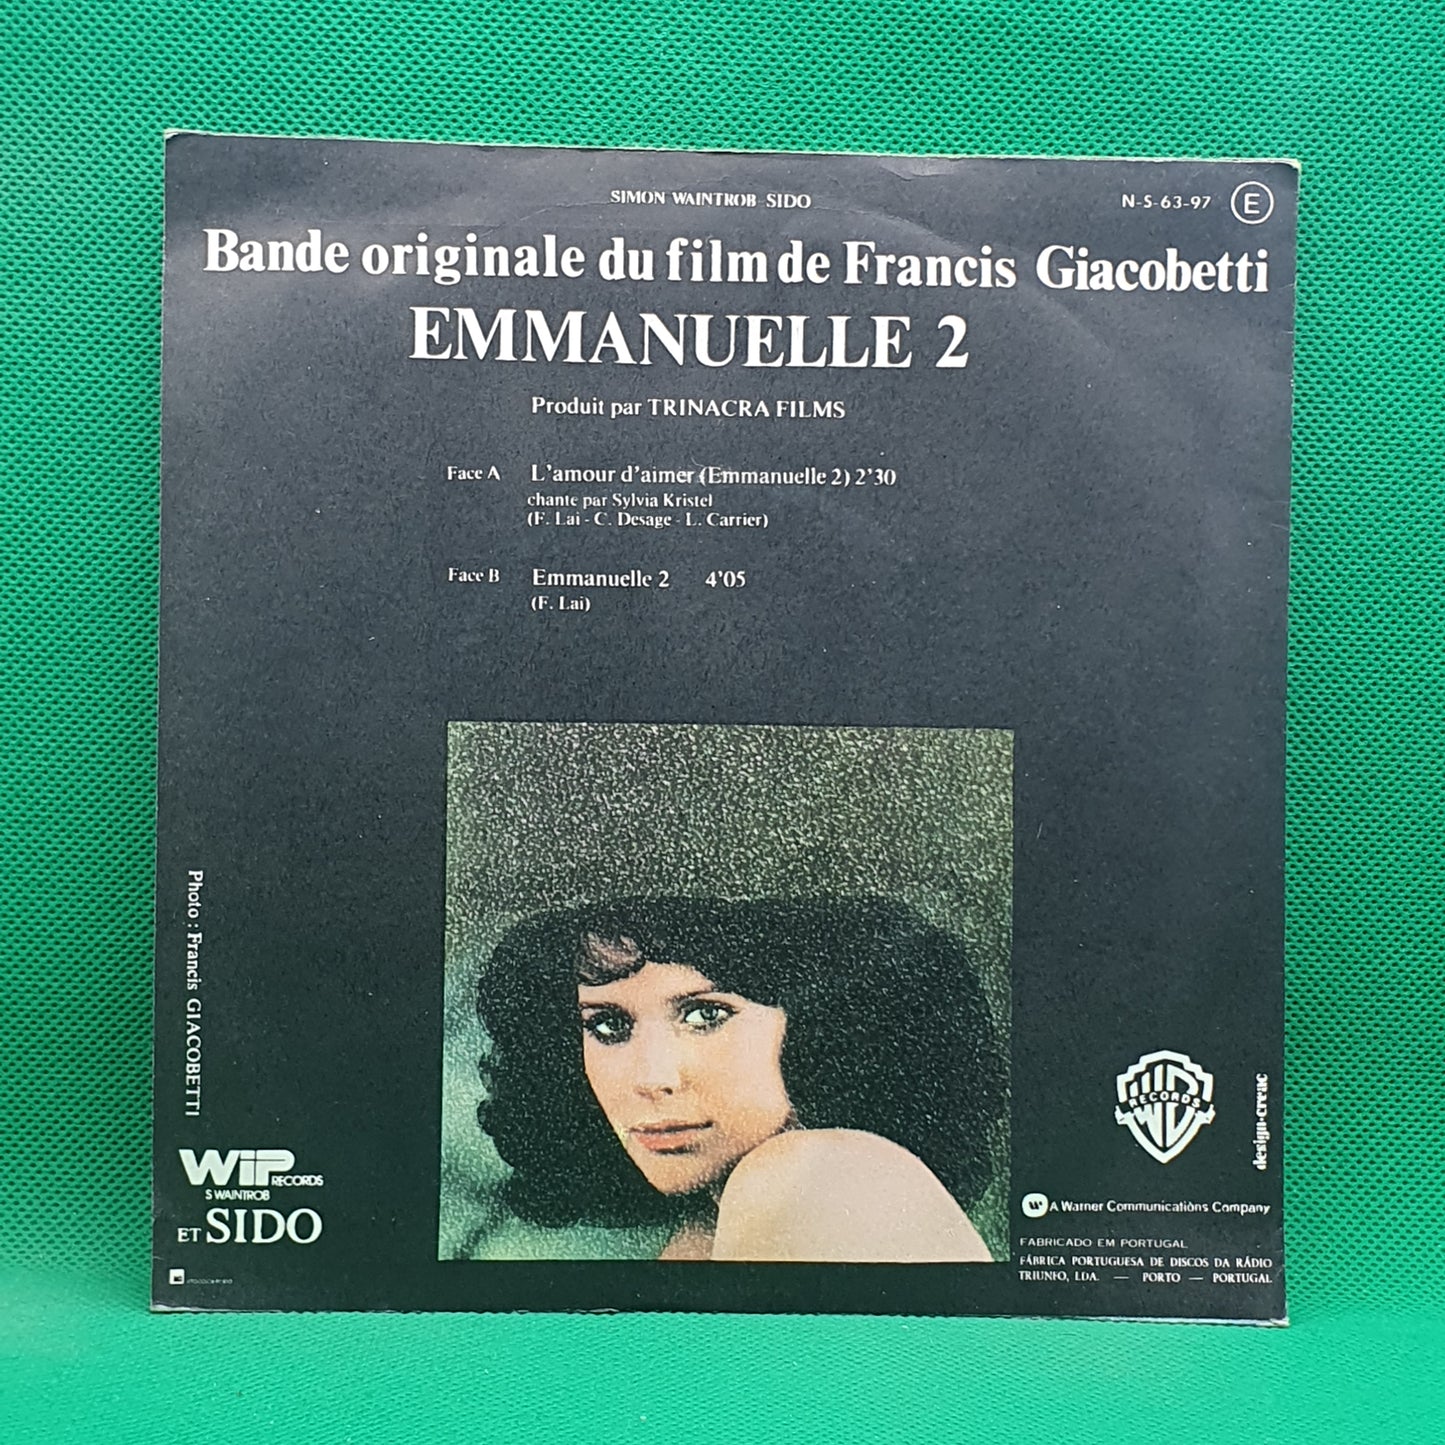 SIMON WAINTROB-SIDO
N-S-63-97 E
Bande originale du film de Francis Giacobetti
EMMANUELLE 2
Produit par TRINACRA FILMS
Face A L'amour d'aimer (Emmanuelle 2) 2'30
chante par Sylvia Kristel
(F. Lai - C. Desage - L. Carrier)
Face B Emmanuelle 2 4'05
(F. Lai)
Photo : Francis GIACOBETTI
WIP RECORDS
S WAINTROB
ET SIDO
W RECORDS
design-creac
A Warner Communications Company
FABRICADO EM PORTUGAL
FÁBRICA PORTUGUESA DE DISCOS DA RÁDIO
TRIUNFO, LDA. — PORTO — PORTUGAL